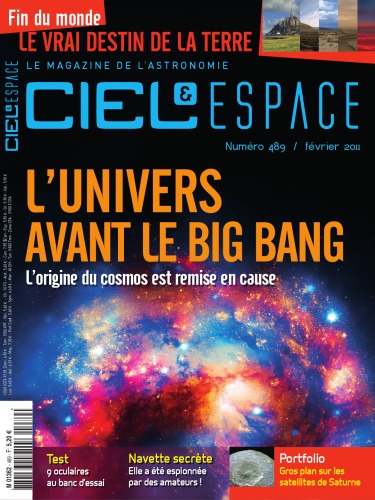 Fin du monde
LE VRAI DESTIN DE LA TERRE
LE MAGAZINE DE L'ASTRONOMIE
CIEL & ESPACE
CIEL & ESPACE
Numéro 489 / février 2011
L'UNIVERS
AVANT LE BIG BANG
L'origine du cosmos est remise en cause
Test
9 oculaires
au banc d'essai
Navette secrète
Elle a été espionnée
par des amateurs !
Portfolio
Gros plan sur les
satellites de Saturne
M 01362 - 489 - F: 5,20 €